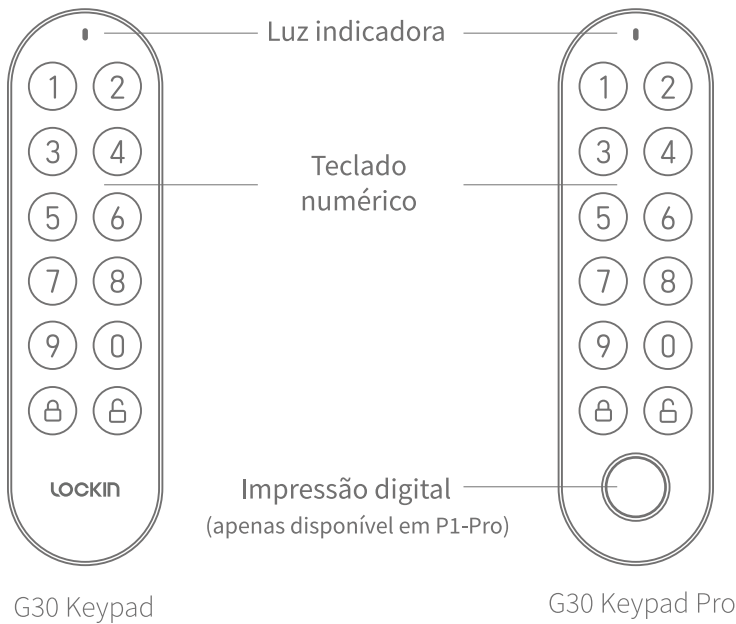 Luz indicadora
1 2
1 2
3 4
3 4
Teclado
numérico
5 6
5 6
7 8
7 8
9 0
9 0
LOCKIN
Impressão digital
(apenas disponível em P1-Pro)
G30 Keypad
G30 Keypad Pro